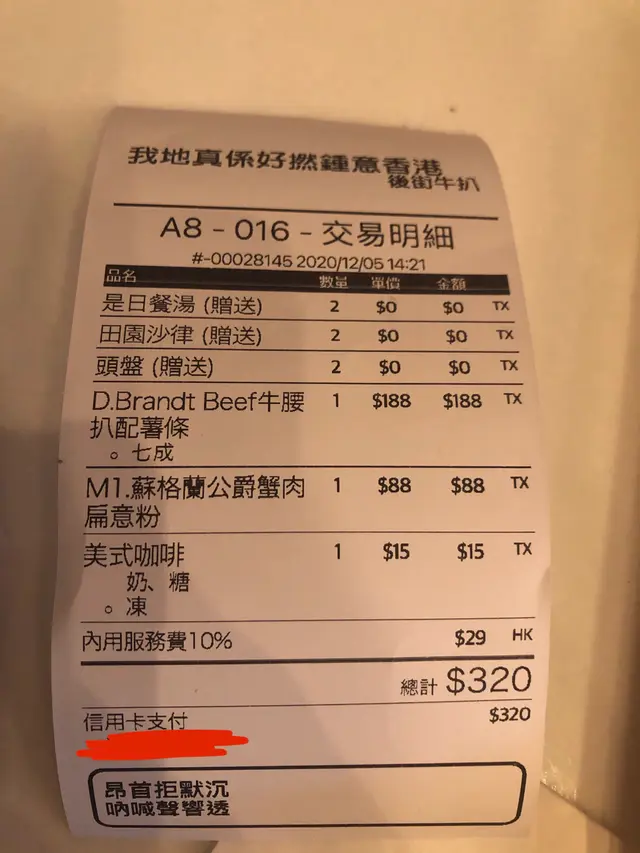 我地真係好撚鍾意香港
後街牛扒
A8 - 016 - 交易明細
#-00028145 2020/12/05 14:21
品名 數量 單價 金額
是日餐湯 (贈送) 2 $0 $0 TX
田園沙律 (贈送) 2 $0 $0 TX
頭盤 (贈送) 2 $0 $0 TX
D.Brandt Beef牛腰 1 $188 $188 TX
扒配薯條
。七成
M1.蘇格蘭公爵蟹肉 1 $88 $88 TX
扁意粉
美式咖啡 1 $15 $15 TX
奶、糖
。凍
內用服務費10% $29 HK
總計 $320
信用卡支付 $320
昂首拒默沉
吶喊聲響透